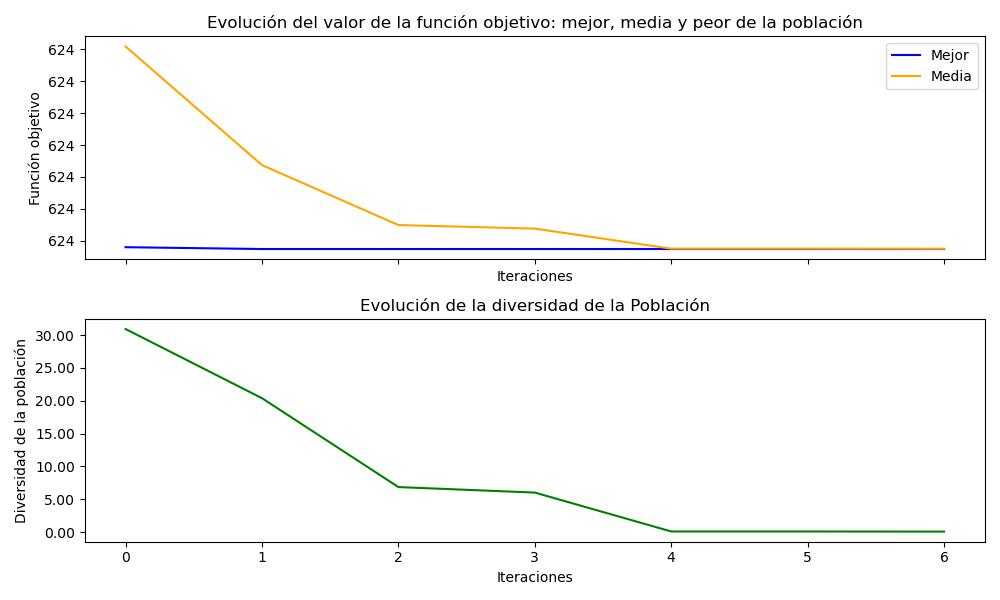 Evolución del valor de la función objetivo: mejor, media y peor de la población
624
624
624
624
624
624
624
Función objetivo
Mejor
Media
Iteraciones
Evolución de la diversidad de la Población
30.00
25.00
20.00
15.00
10.00
5.00
0.00
Diversidad de la población
0 1 2 3 4 5 6
Iteraciones